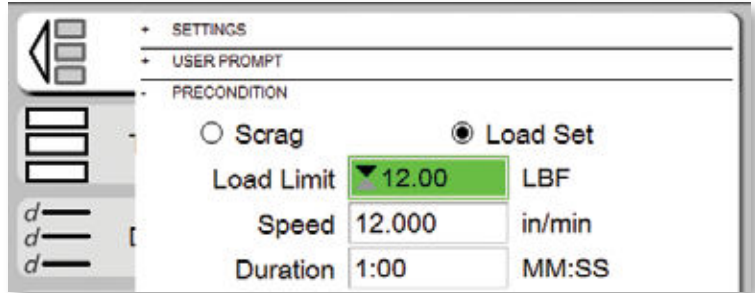 + SETTINGS
+ USER PROMPT
- PRECONDITION
Scrag Load Set
Load Limit 12.00 LBF
Speed 12.000 in/min
Duration 1:00 MM:SS
d
d
d